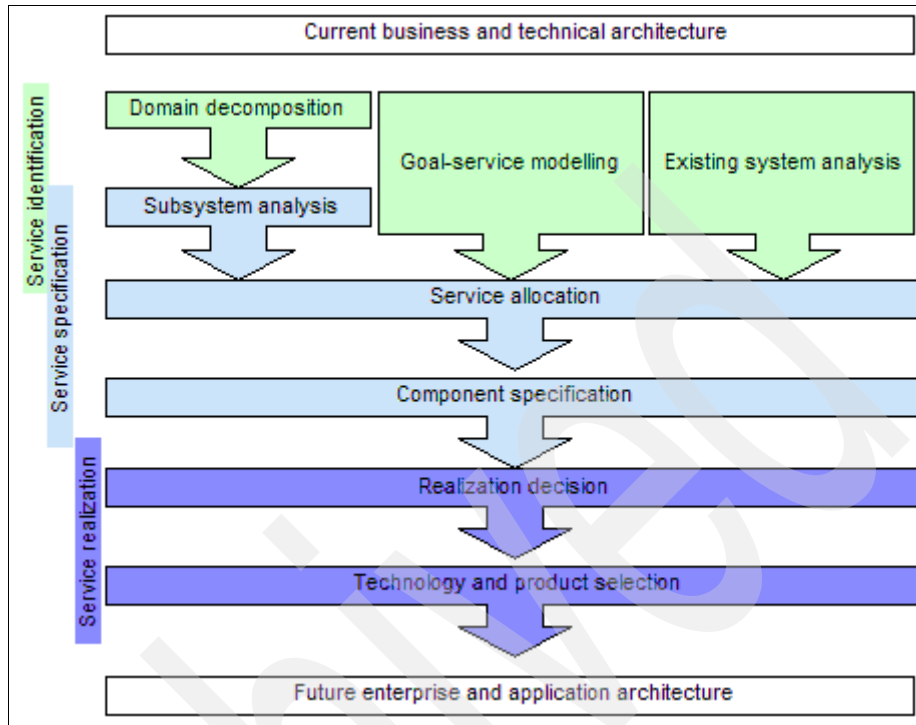 Current business and technical architecture
Service identification
Domain decomposition
Goal-service modelling
Existing system analysis
Service specification
Subsystem analysis
Service allocation
Component specification
Service realization
Realization decision
Technology and product selection
Future enterprise and application architecture